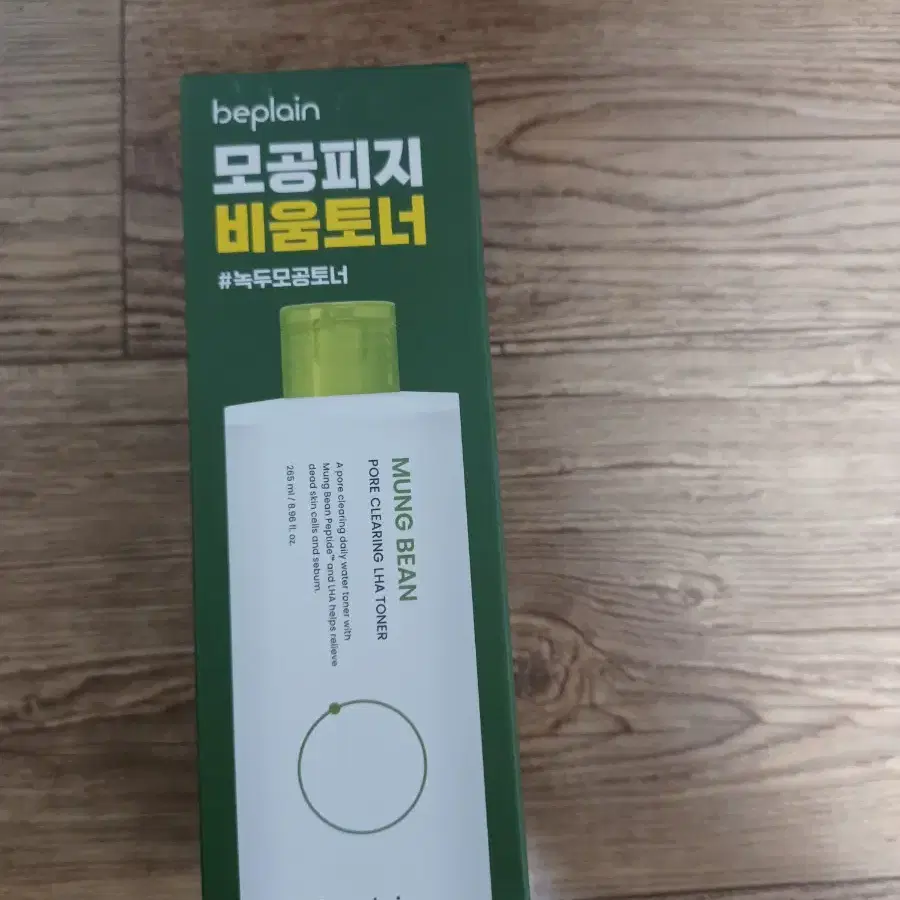 beplain
모공피지
비움토너
#녹두모공토너
MUNG BEAN
PORE CLEARING LHA TONER
A pore clearing daily water toner with
Mung Bean Peptide™ and LHA helps relieve
dead skin cells and sebum.
265 ml / 8.96 fl. oz.